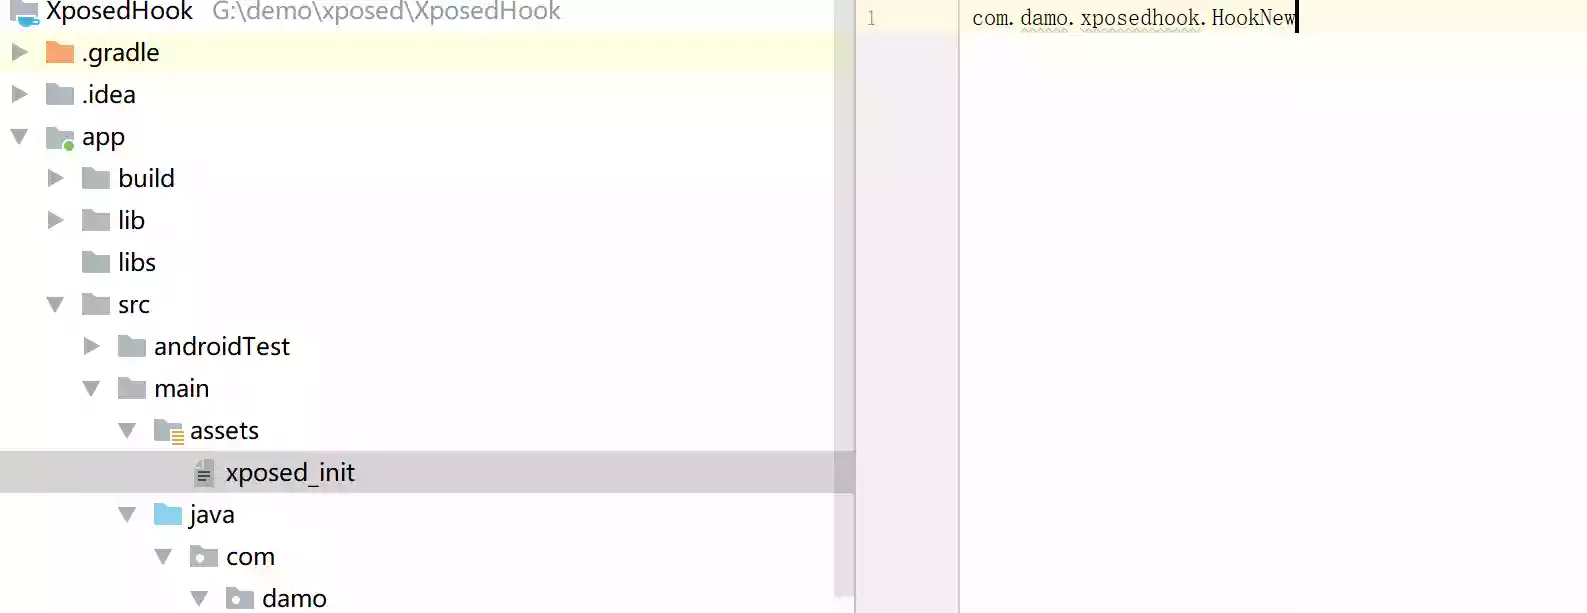 XposedHook G:\demo\xposed\XposedHook
.gradle
.idea
app
build
lib
libs
src
androidTest
main
assets
xposed_init
java
com
damo
1 com.damo.xposedhook.HookNew